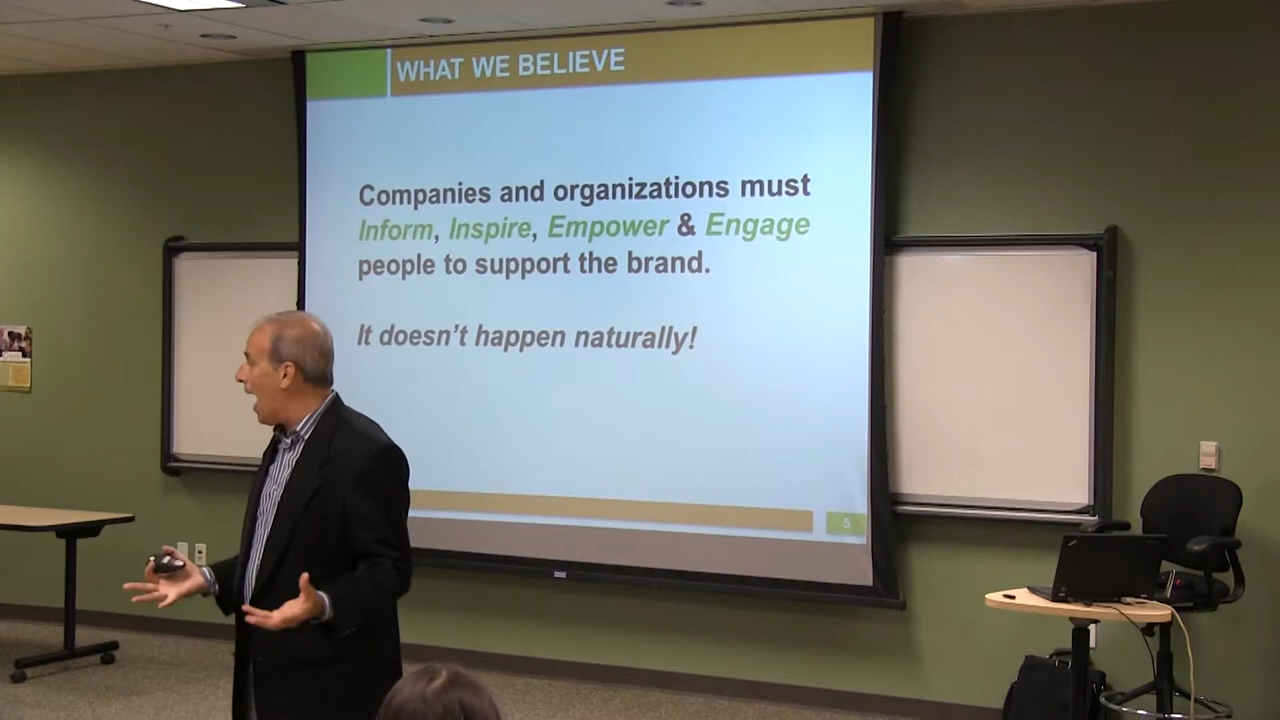 WHAT WE BELIEVE
Companies and organizations must
Inform, Inspire, Empower & Engage
people to support the brand.
It doesn't happen naturally!
5